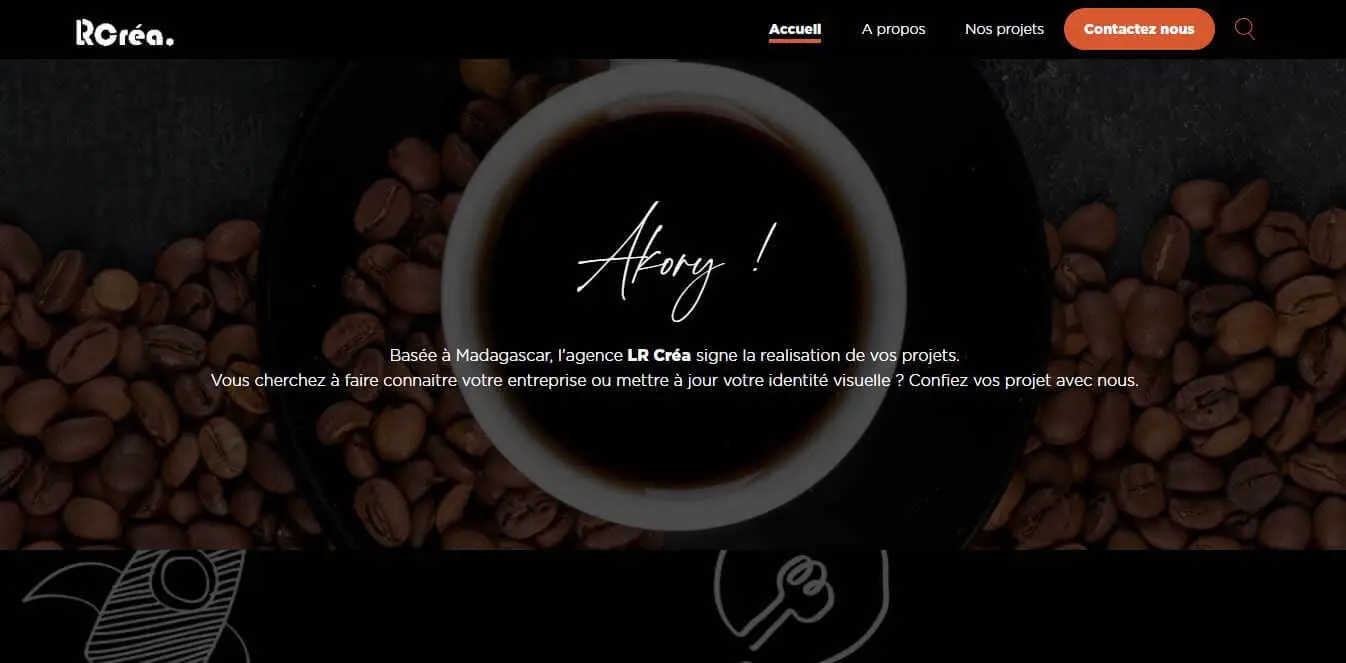 LRCréa.
Accueil
A propos
Nos projets
Contactez nous
Akory !
Basée à Madagascar, l'agence LR Créa signe la realisation de vos projets.
Vous cherchez à faire connaitre votre entreprise ou mettre à jour votre identité visuelle ? Confiez vos projet avec nous.